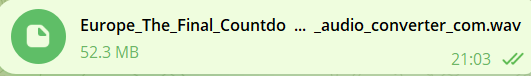 Europe_The_Final_Countdo ... _audio_converter_com.wav
52.3 MB
21:03